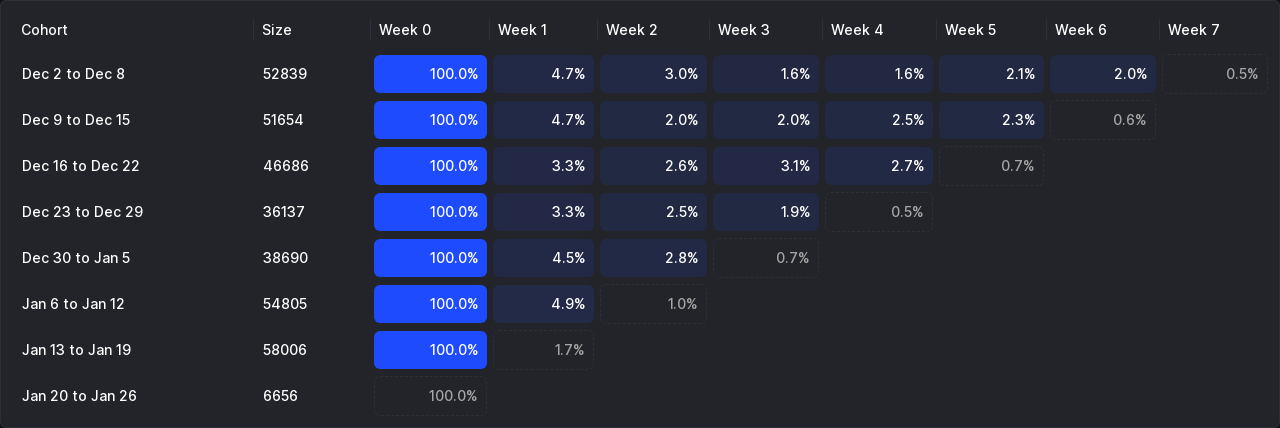 Cohort Size Week 0 Week 1 Week 2 Week 3 Week 4 Week 5 Week 6 Week 7
Dec 2 to Dec 8 52839 100.0% 4.7% 3.0% 1.6% 1.6% 2.1% 2.0% 0.5%
Dec 9 to Dec 15 51654 100.0% 4.7% 2.0% 2.0% 2.5% 2.3% 0.6%
Dec 16 to Dec 22 46686 100.0% 3.3% 2.6% 3.1% 2.7% 0.7%
Dec 23 to Dec 29 36137 100.0% 3.3% 2.5% 1.9% 0.5%
Dec 30 to Jan 5 38690 100.0% 4.5% 2.8% 0.7%
Jan 6 to Jan 12 54805 100.0% 4.9% 1.0%
Jan 13 to Jan 19 58006 100.0% 1.7%
Jan 20 to Jan 26 6656 100.0%